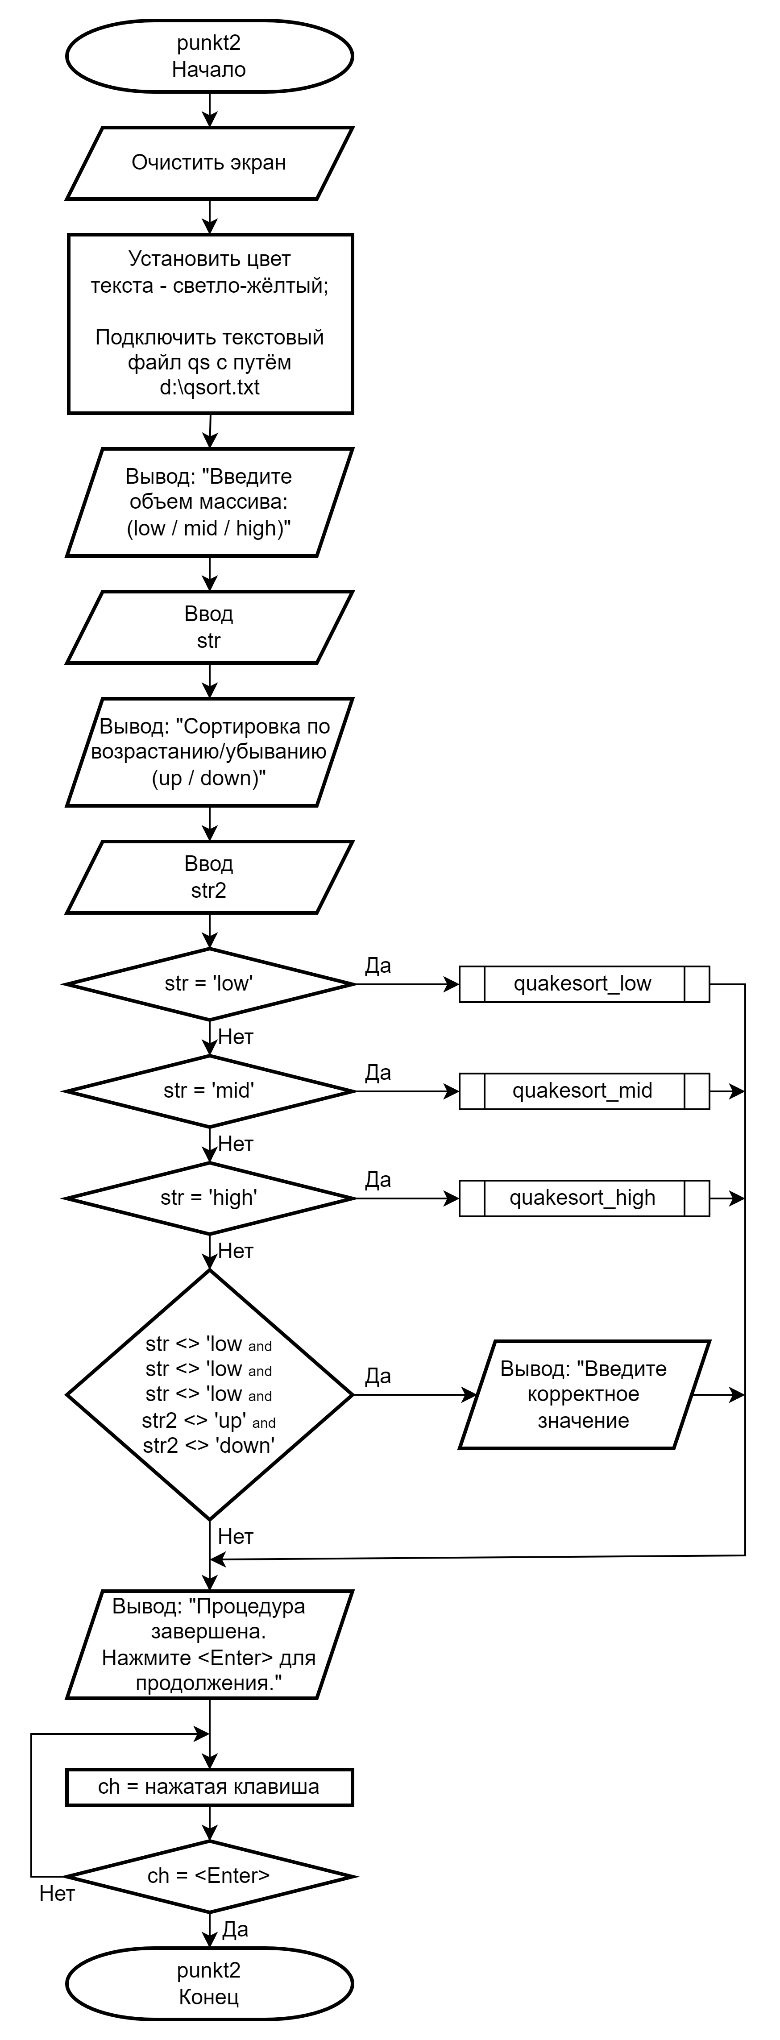 punkt2
Начало
Очистить экран
Установить цвет
текста - светло-жёлтый;
Подключить текстовый
файл qs с путём
d:\qsort.txt
Вывод: "Введите
объем массива:
(low / mid / high)"
Ввод
str
Вывод: "Сортировка по
возрастанию/убыванию
(up / down)"
Ввод
str2
str = 'low'
Да
quakesort_low
Нет
str = 'mid'
Да
quakesort_mid
Нет
str = 'high'
Да
quakesort_high
Нет
str <> 'low and
str <> 'low and
str <> 'low and
str2 <> 'up' and
str2 <> 'down'
Да
Вывод: "Введите
корректное
значение
Нет
Вывод: "Процедура
завершена.
Нажмите <Enter> для
продолжения."
ch = нажатая клавиша
ch = <Enter>
Нет
Да
punkt2
Конец